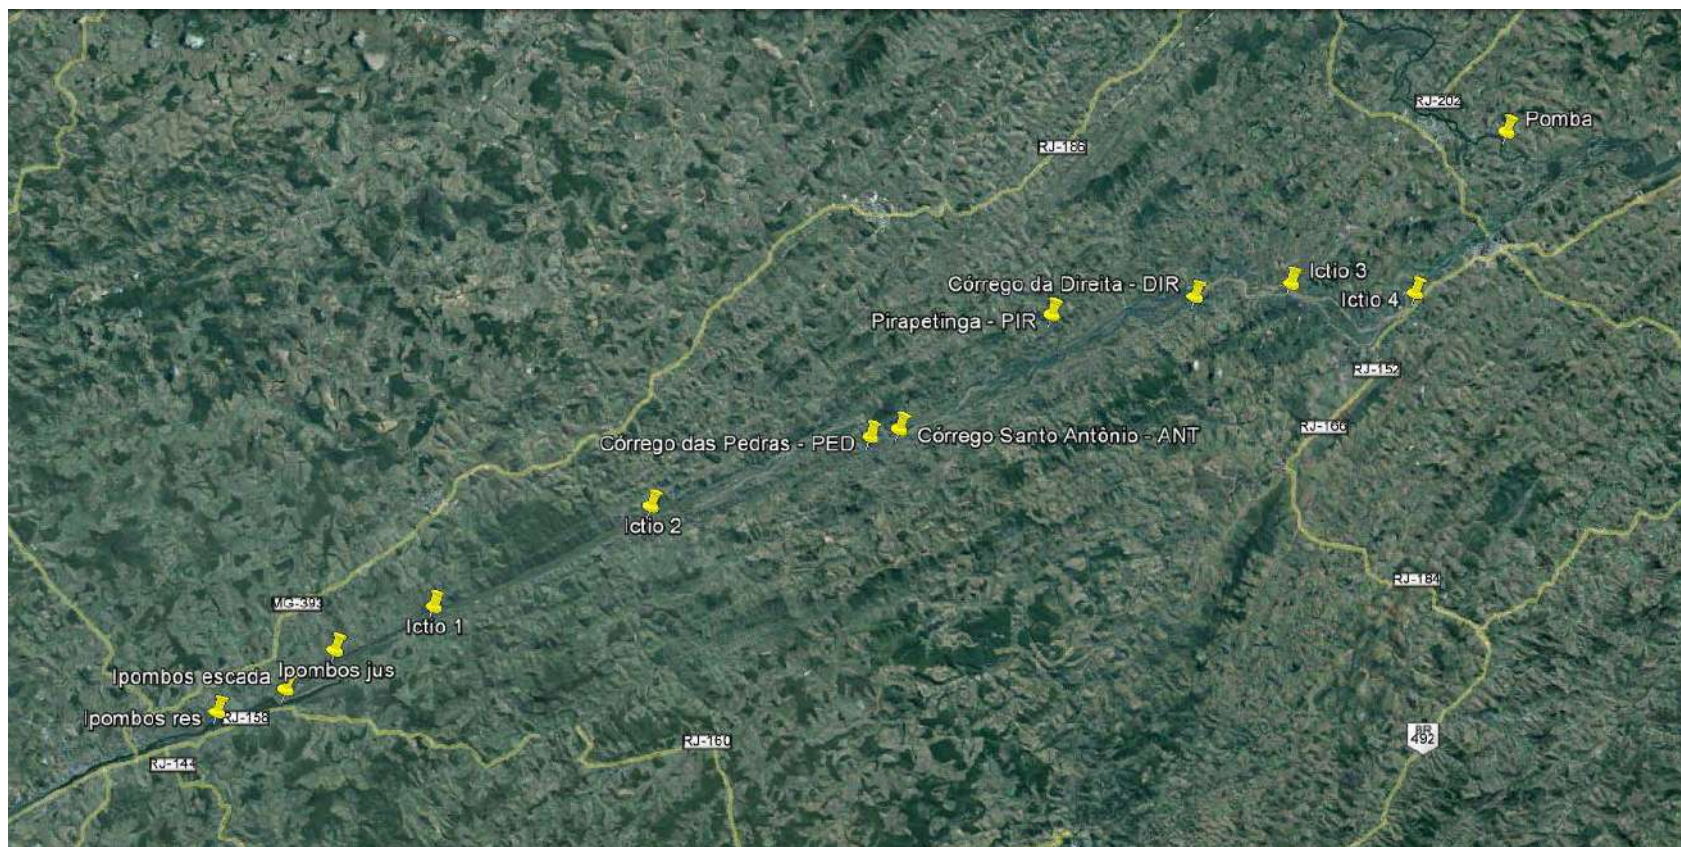 RJ-202
Pomba
RJ-186
Ictio 3
Córrego da Direita - DIR
Ictio 4
Pirapetinga - PIR
RJ-152
RJ-166
Córrego das Pedras - PED
Córrego Santo Antônio - ANT
Ictio 2
RJ-184
MG-393
Ictio 1
Ipombos jus
Ipombos escada
Ipombos res
RJ-158
BR
492
RJ-160
RJ-144